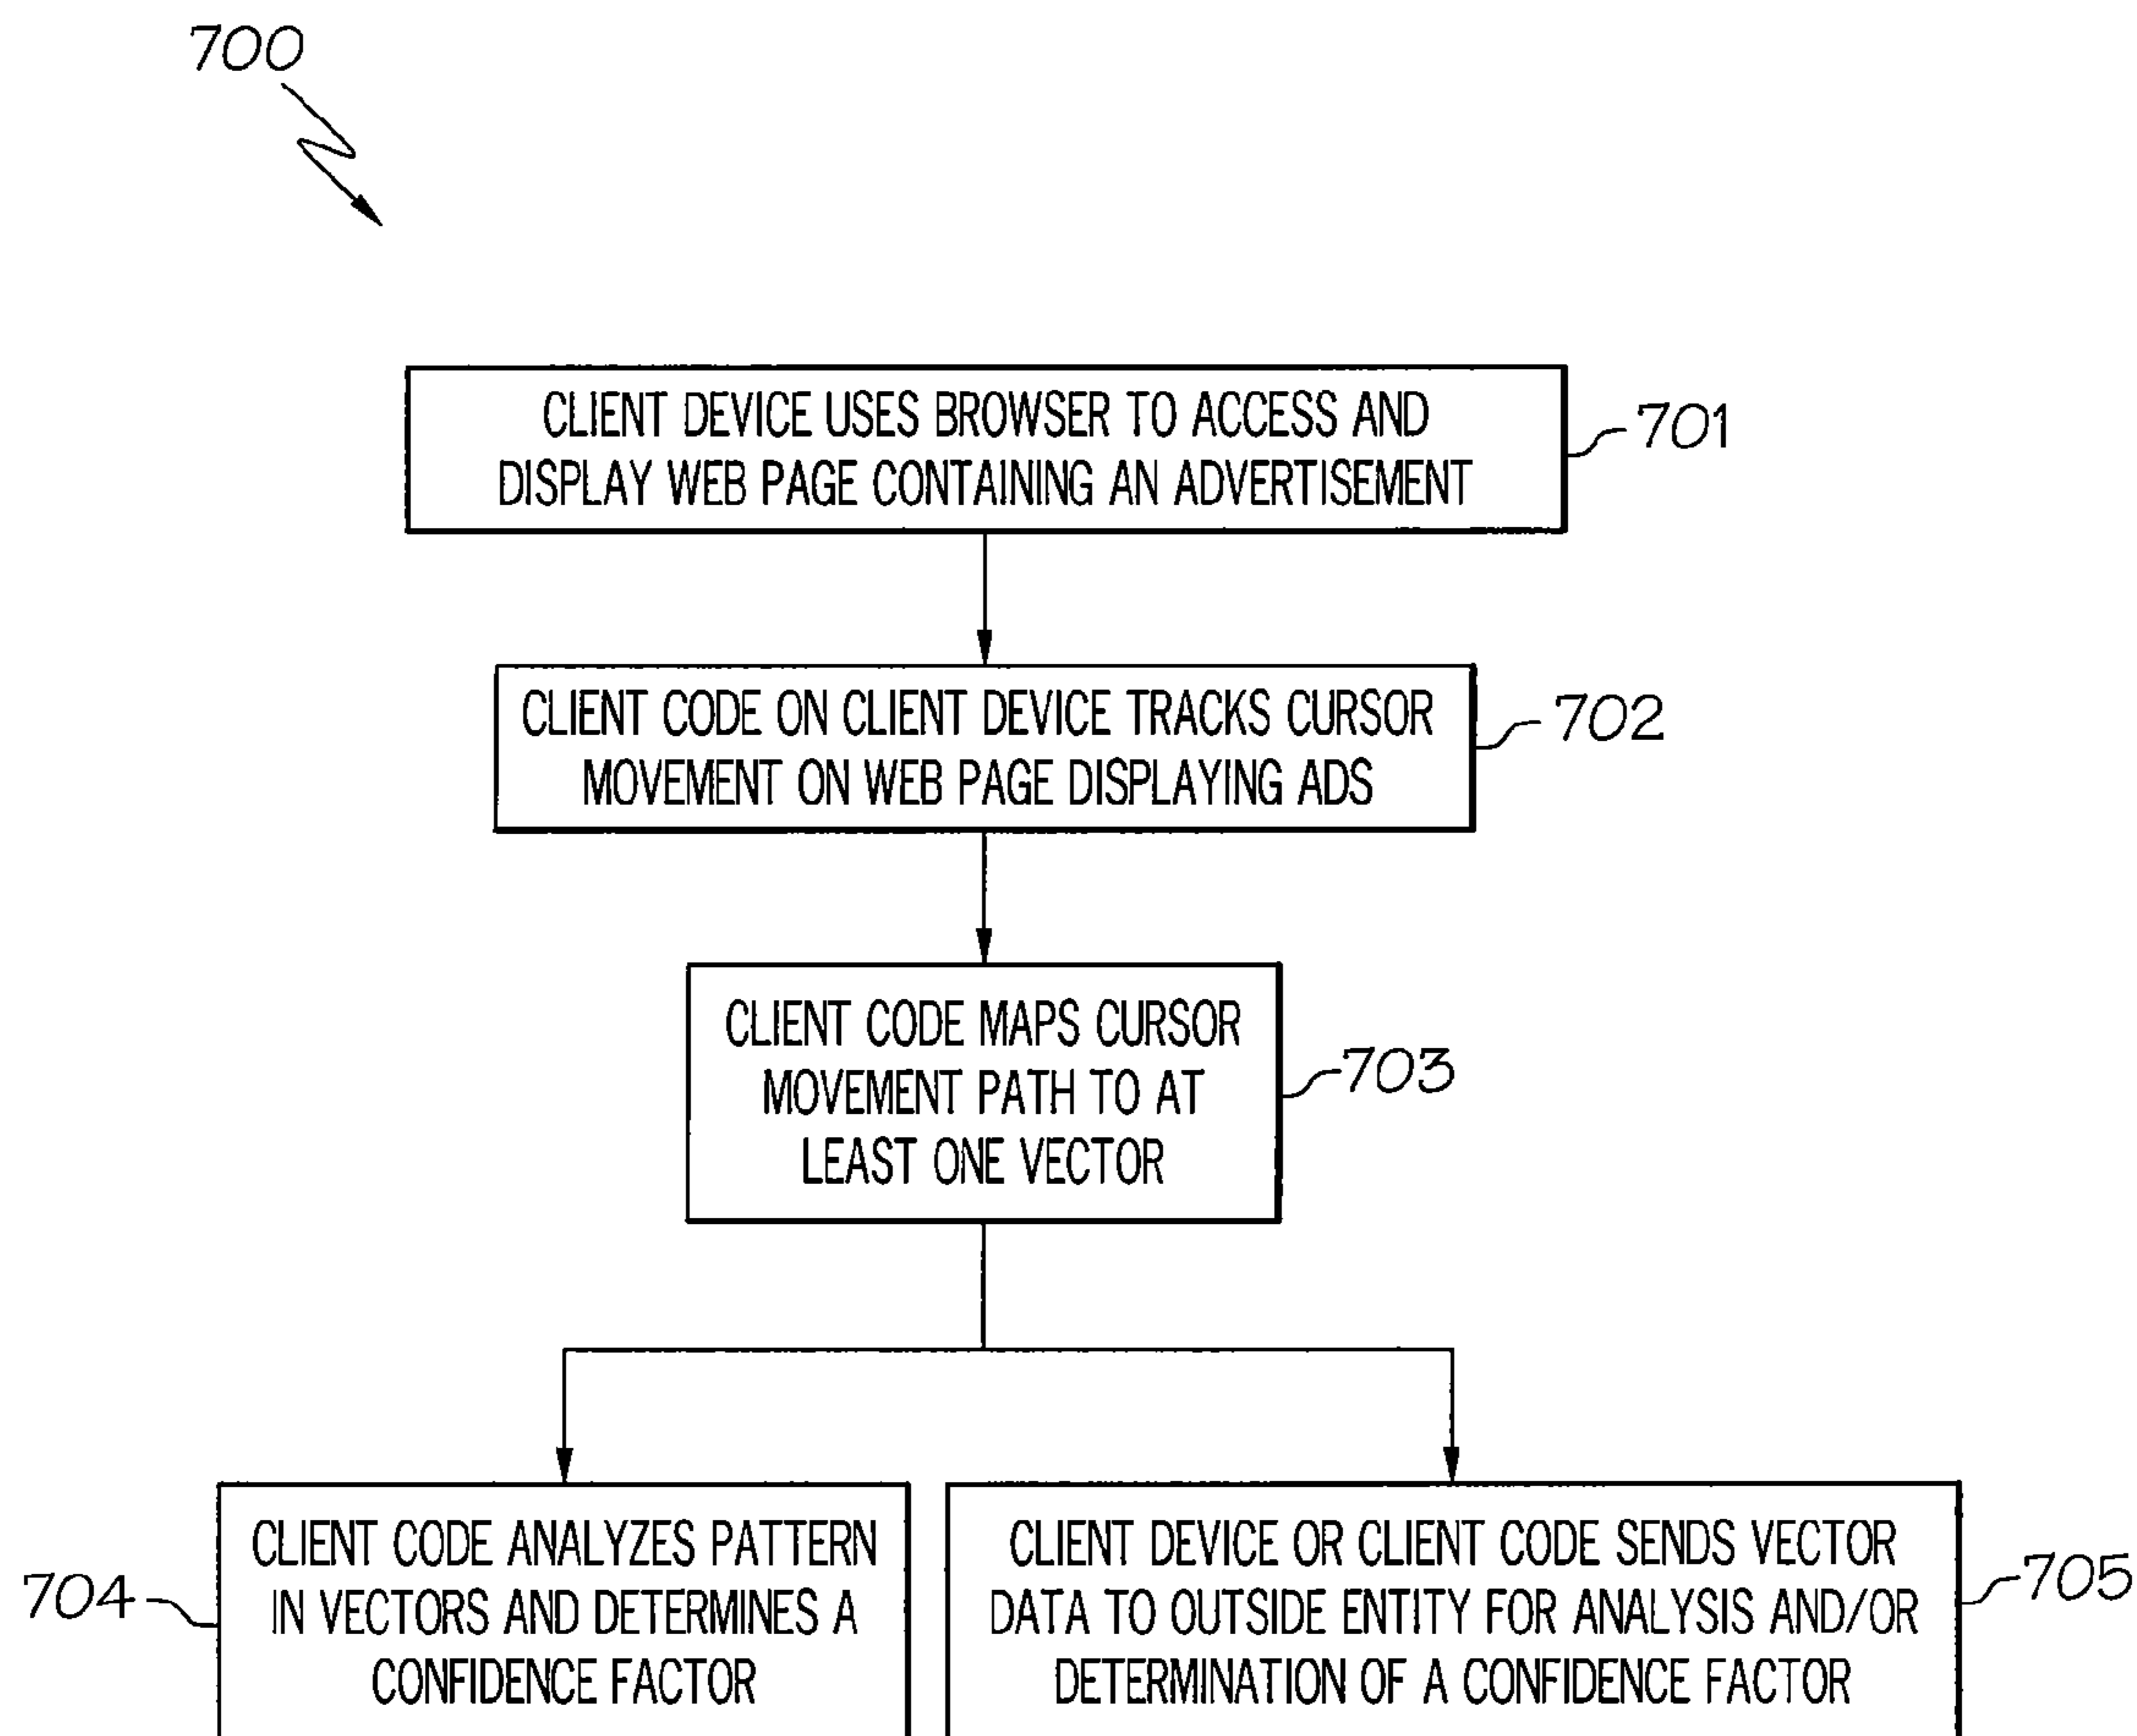 700
CLIENT DEVICE USES BROWSER TO ACCESS AND
DISPLAY WEB PAGE CONTAINING AN ADVERTISEMENT
701
CLIENT CODE ON CLIENT DEVICE TRACKS CURSOR
MOVEMENT ON WEB PAGE DISPLAYING ADS
702
CLIENT CODE MAPS CURSOR
MOVEMENT PATH TO AT
LEAST ONE VECTOR
703
CLIENT CODE ANALYZES PATTERN
IN VECTORS AND DETERMINES A
CONFIDENCE FACTOR
704
CLIENT DEVICE OR CLIENT CODE SENDS VECTOR
DATA TO OUTSIDE ENTITY FOR ANALYSIS AND/OR
DETERMINATION OF A CONFIDENCE FACTOR
705